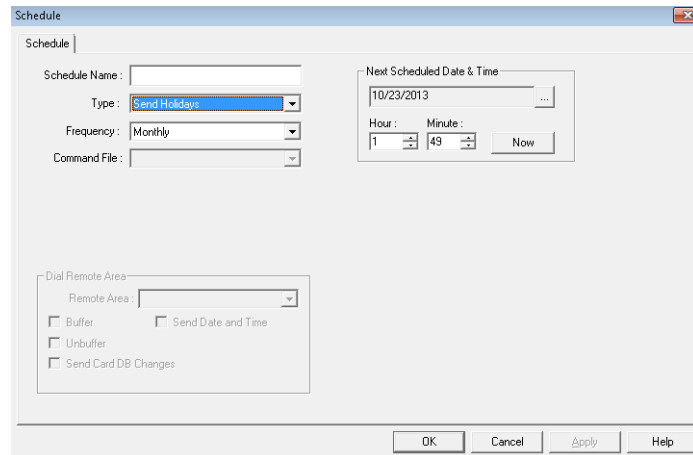 Schedule
Schedule
Schedule Name :
Type : Send Holidays
Frequency : Monthly
Command File :
Next Scheduled Date & Time
10/23/2013 ...
Hour : Minute :
1 49 Now
Dial Remote Area
Remote Area :
Buffer Send Date and Time
Unbuffer
Send Card DB Changes
OK Cancel Apply Help